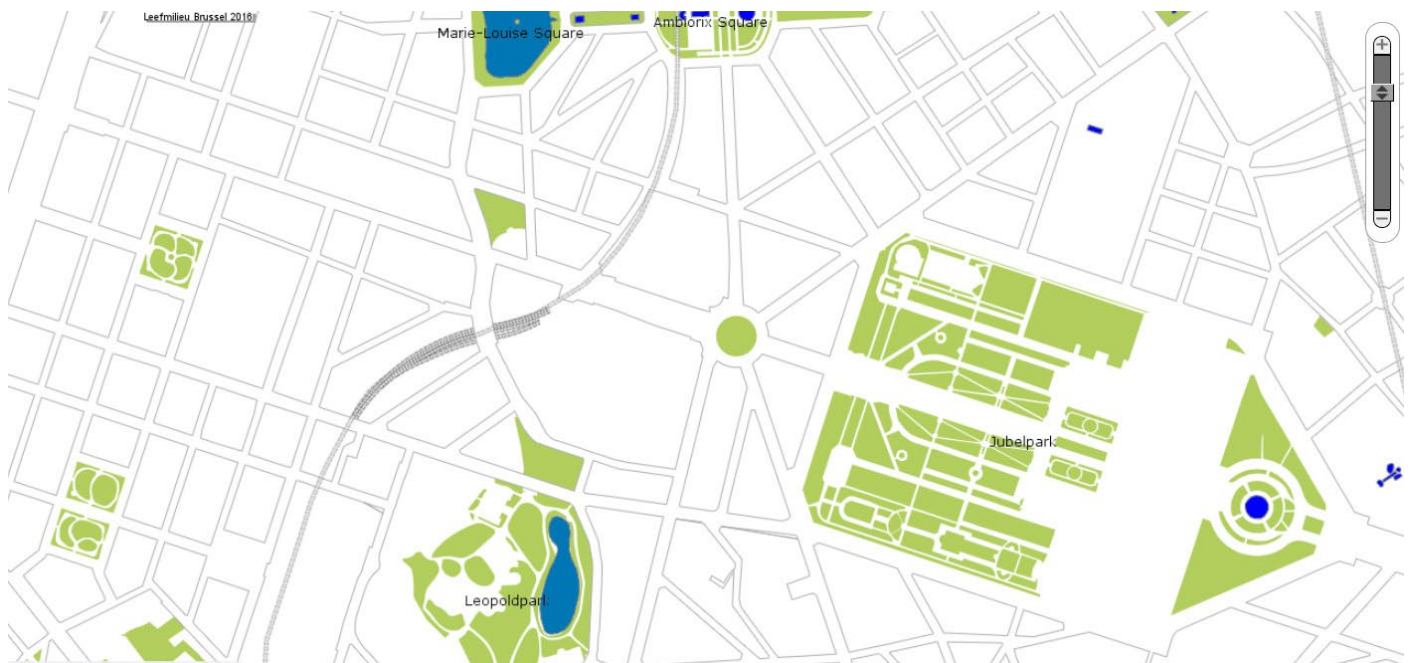 Leefmilieu Brussel 2016
Ambiorix Square
Marie-Louise Square
Jubelpark
Leopoldpark